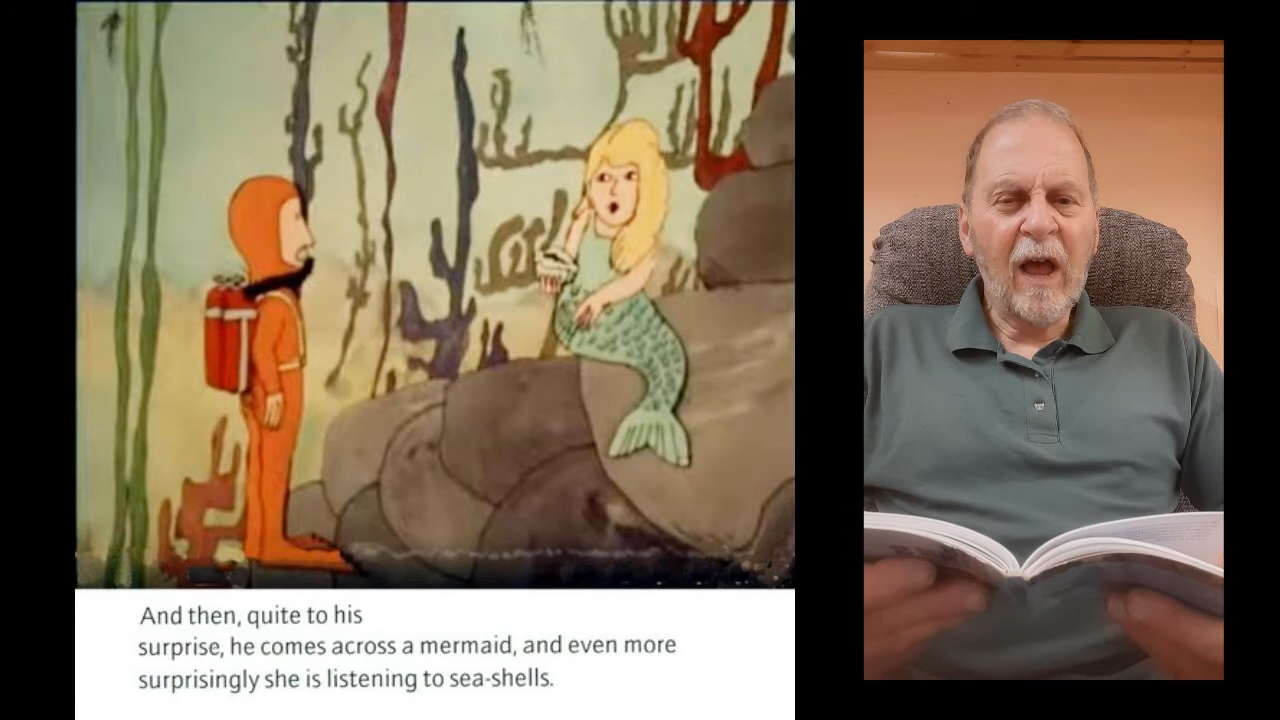 And then, quite to his
surprise, he comes across a mermaid, and even more
surprisingly she is listening to sea-shells.